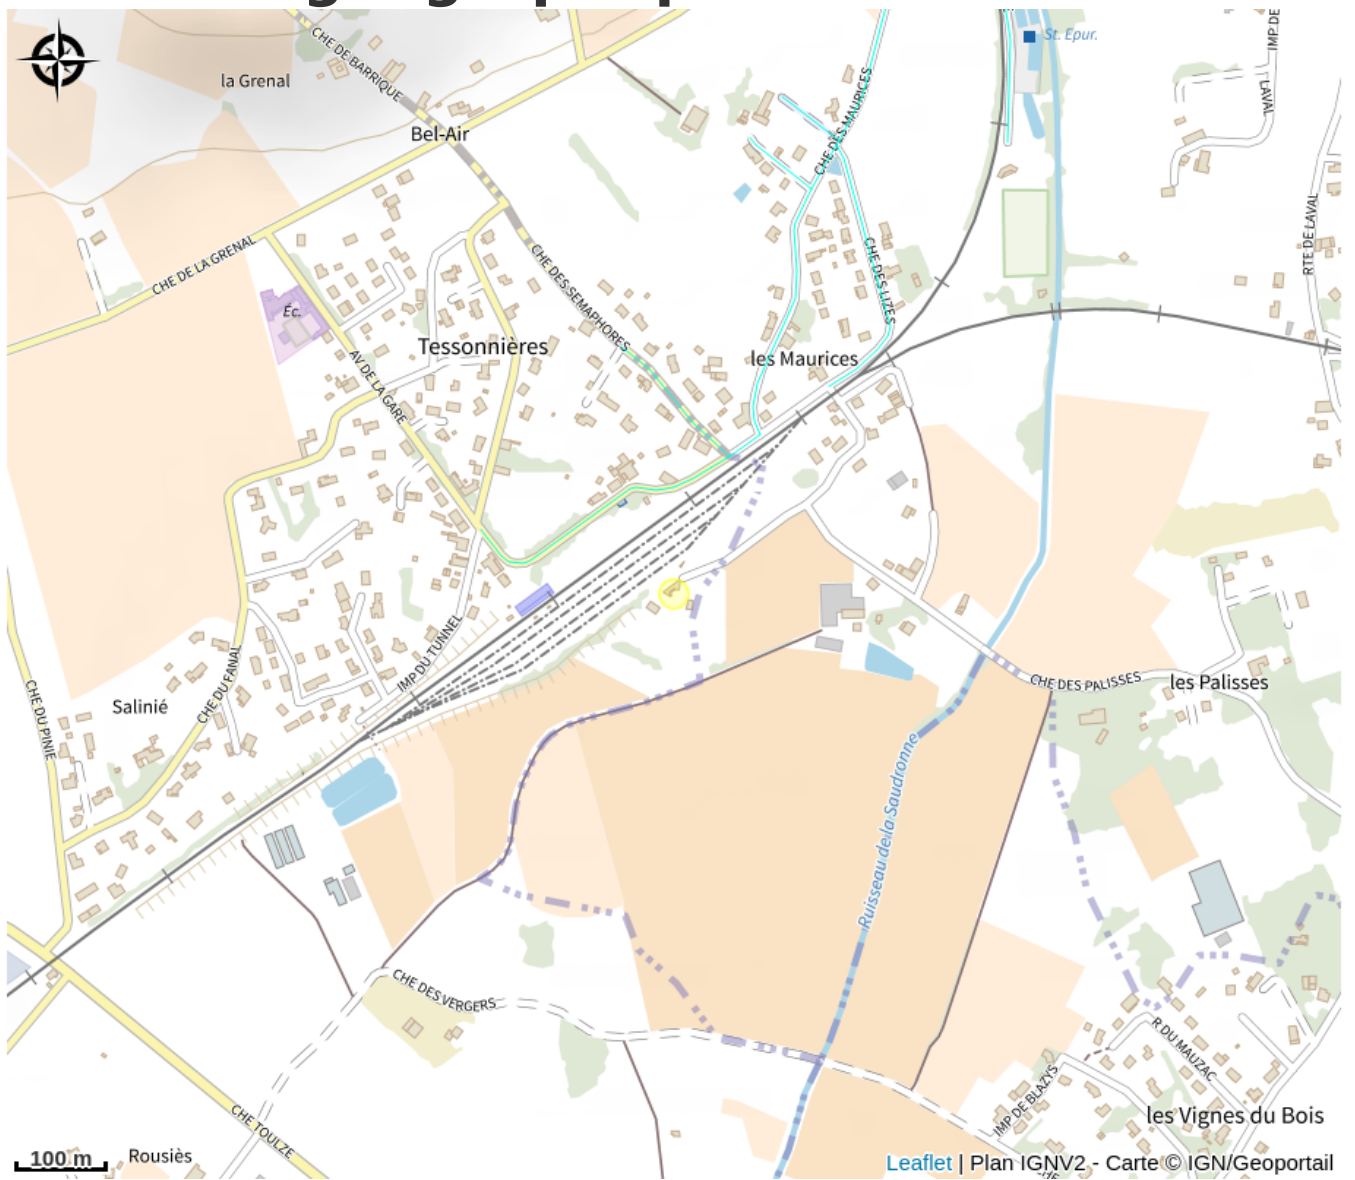 St. Epur.
IMP DE
LAVAL
CHE DE BARRIQUE
la Grenal
Bel-Air
CHE DES MAURICES
RTE DE LAVAL
CHE DE LA GRENAL
CHE DES SEMAPHORES
CHE DES LIZES
Éc.
Tessonnières
les Maurices
AV DE LA GARE
IMP DU TUNNEL
CHE DU FANAL
CHE DU PINIE
Salinié
CHE DES PALISSES
les Palisses
Ruisseau de la Saudronne
CHE DES VERGERS
R DU MAUZAC
IMP DE BLAZYS
les Vignes du Bois
CHE TOULZE
Rousiès
100 m
CHE
Leaflet | Plan IGNV2 - Carte © IGN/Geoportail